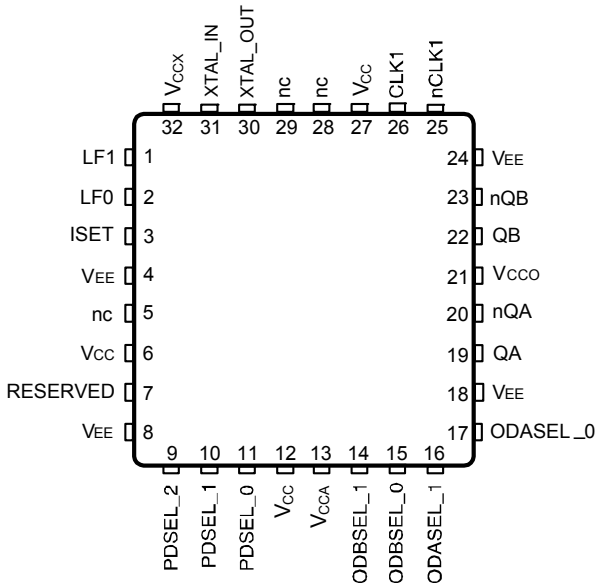 VCCX
XTAL_IN
XTAL_OUT
nc
nc
VCC
CLK1
nCLK1
32 31 30 29 28 27 26 25
LF1 1
LF0 2
ISET 3
VEE 4
nc 5
VCC 6
RESERVED 7
VEE 8
24 VEE
23 nQB
22 QB
21 VCCO
20 nQA
19 QA
18 VEE
17 ODASEL_0
9 10 11 12 13 14 15 16
PDSEL_2
PDSEL_1
PDSEL_0
VCC
VCCA
ODBSEL_1
ODBSEL_0
ODASEL_1